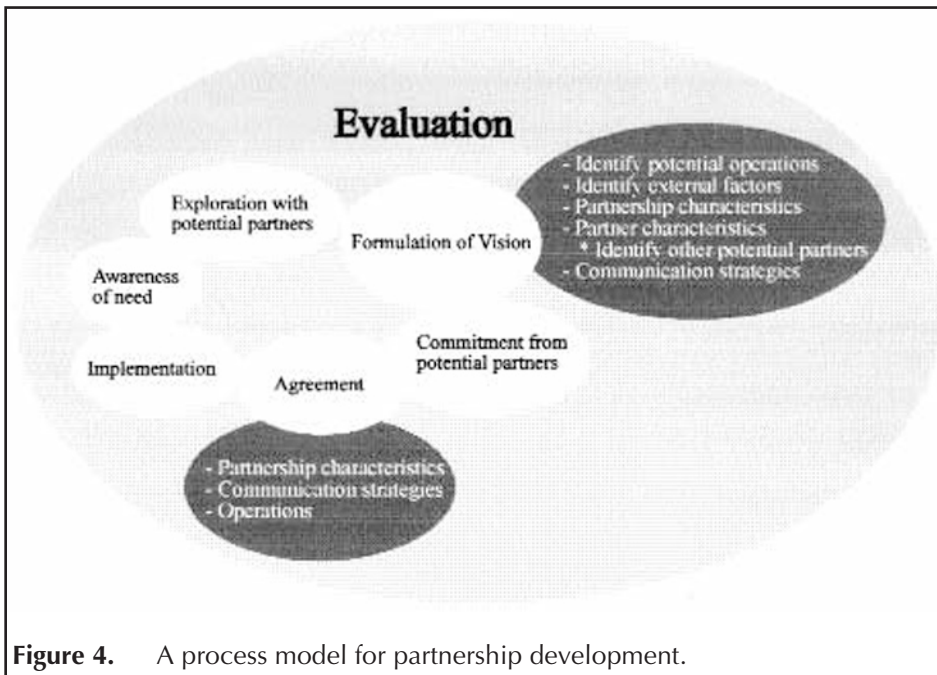 Evaluation
- Identify potential operations
- Identify external factors
- Partnership characteristics
- Partner characteristics
* Identify other potential partners
- Communication strategies
Exploration with
potential partners
Formulation of Vision
Awareness
of need
Commitment from
potential partners
Implementation
Agreement
- Partnership characteristics
- Communication strategies
- Operations
Figure 4. A process model for partnership development.